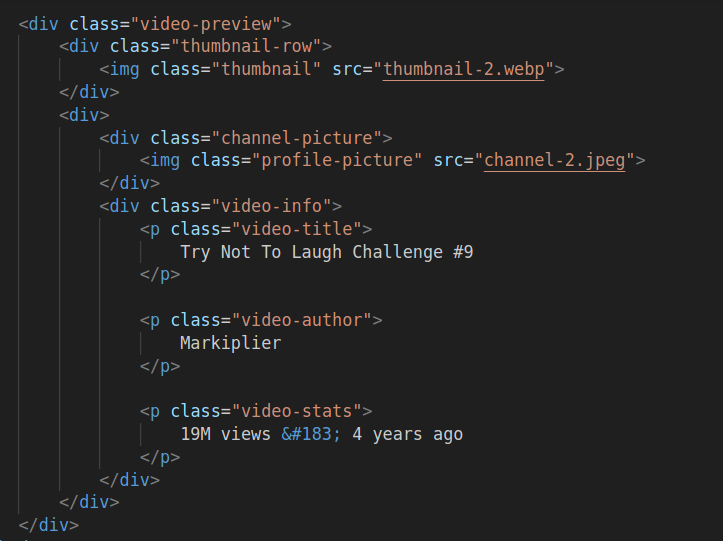 <div class="video-preview">
    <div class="thumbnail-row">
        <img class="thumbnail" src="thumbnail-2.webp">
    </div>
    <div>
        <div class="channel-picture">
            <img class="profile-picture" src="channel-2.jpeg">
        </div>
        <div class="video-info">
            <p class="video-title">
                Try Not To Laugh Challenge #9
            </p>

            <p class="video-author">
                Markiplier
            </p>

            <p class="video-stats">
                19M views &#183; 4 years ago
            </p>
        </div>
    </div>
</div>